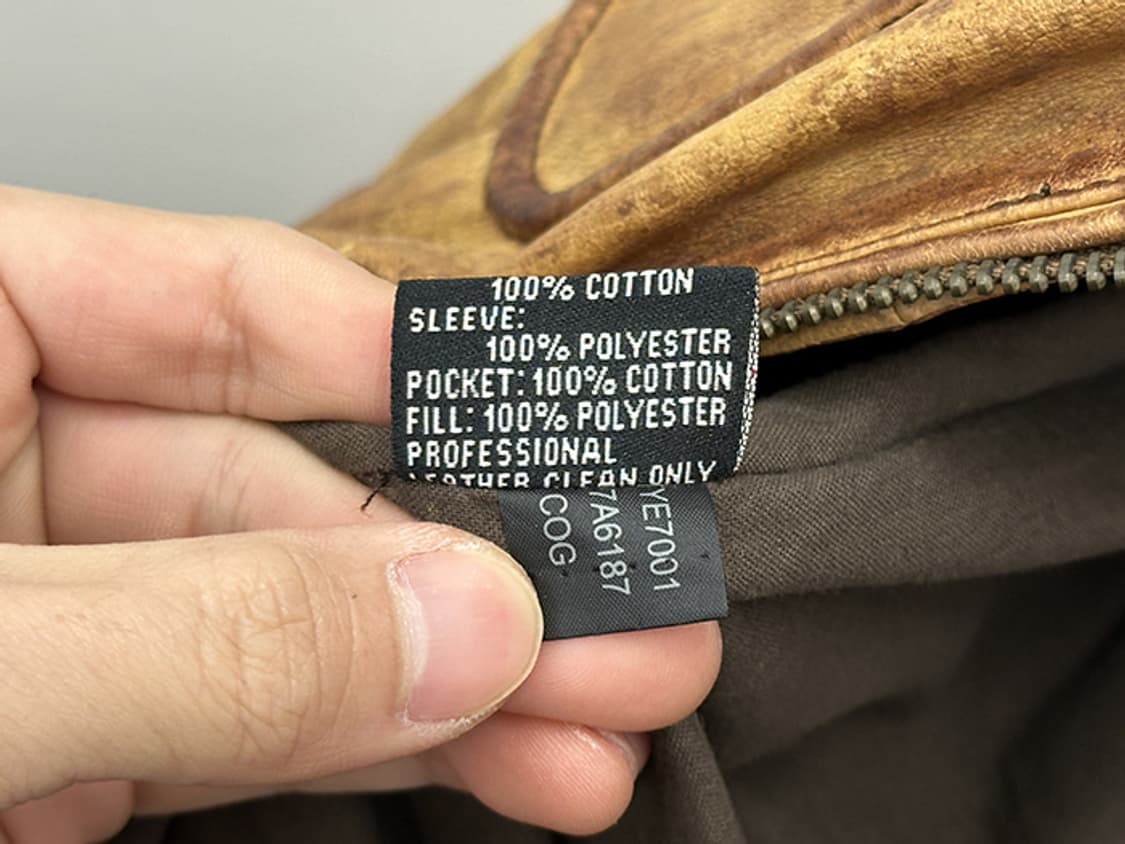 100% COTTON
SLEEVE:
100% POLYESTER
POCKET: 100% COTTON
FILL: 100% POLYESTER
PROFESSIONAL
LEATHER CLEAN ONLY
YE7001
7A6187
COG